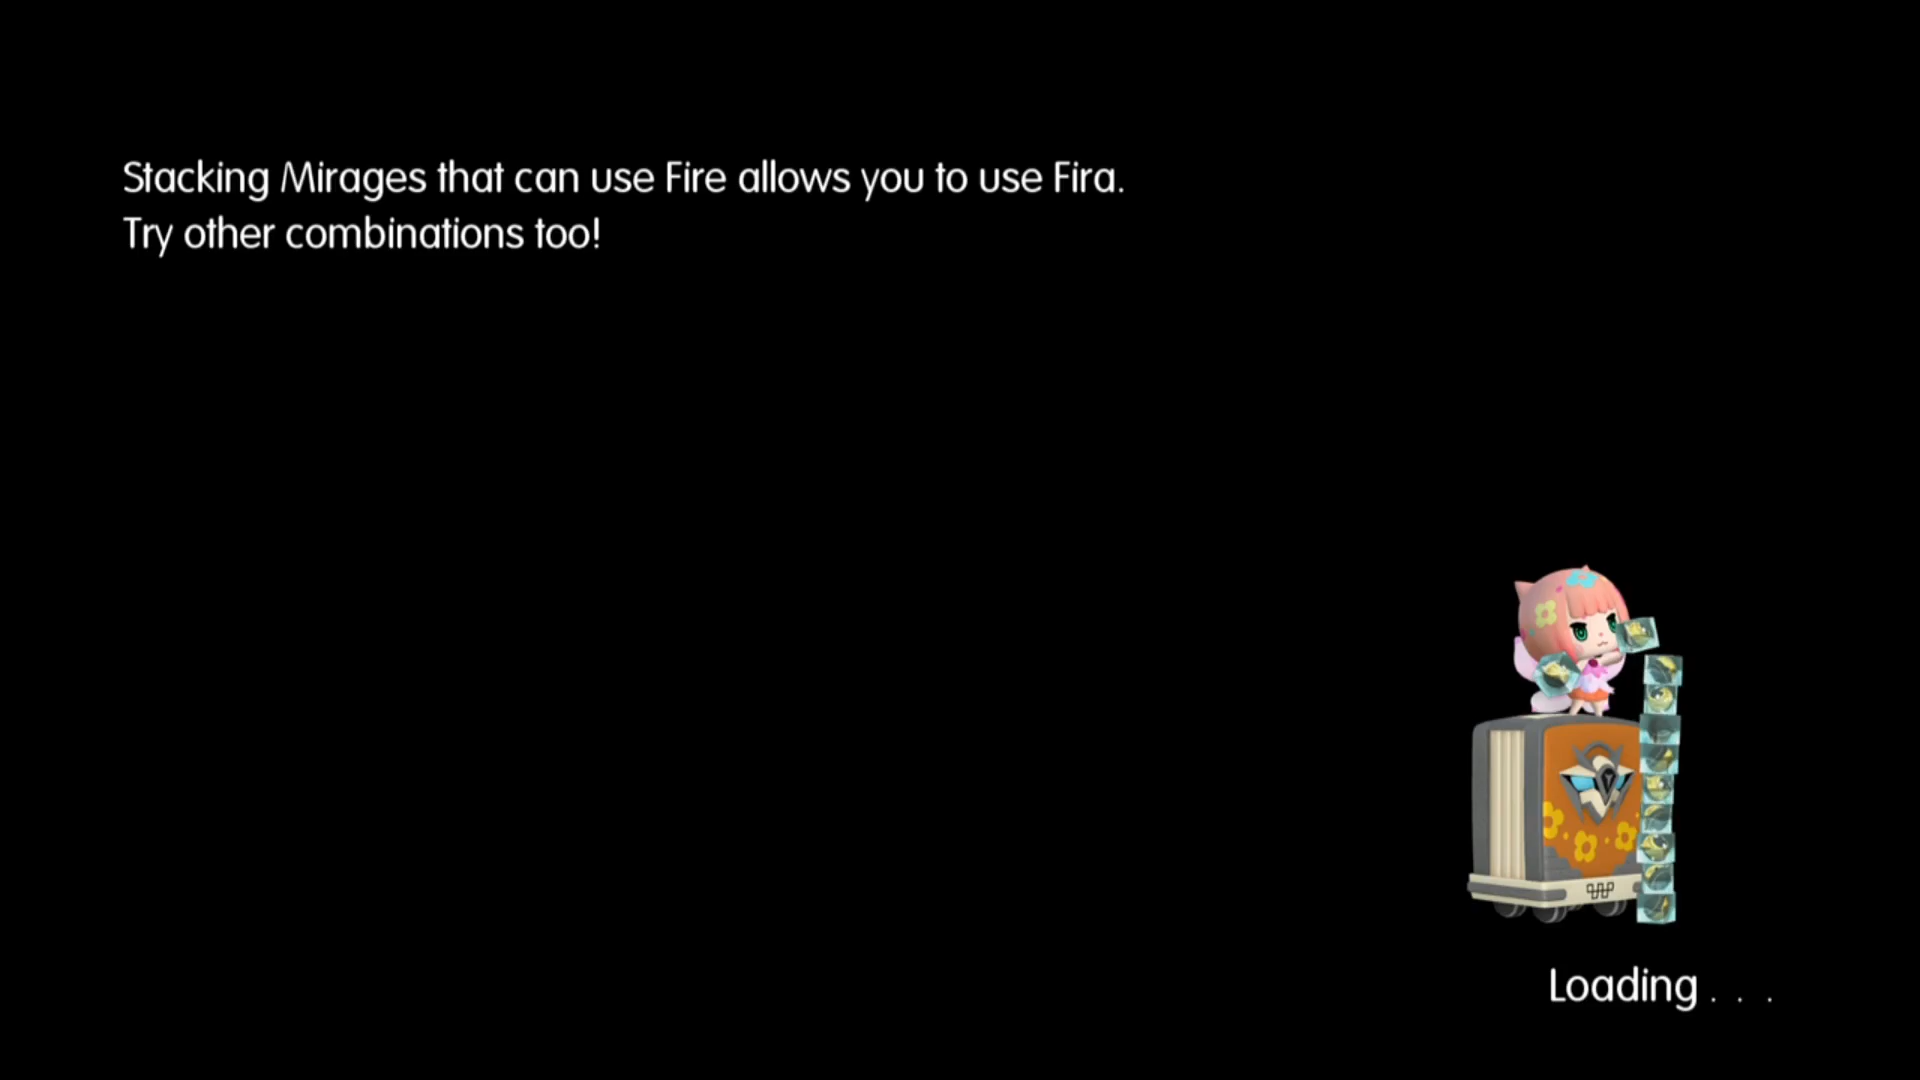 Stacking Mirages that can use Fire allows you to use Fira.
Try other combinations too!
Loading . . .